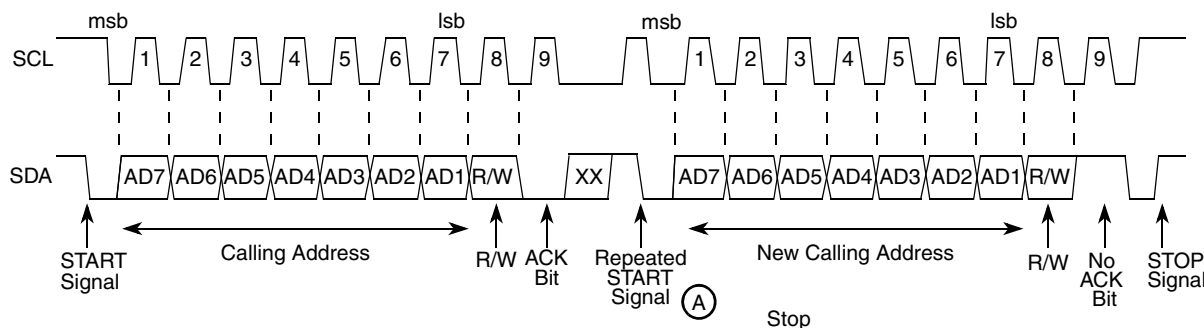 msb lsb msb lsb
SCL 1 2 3 4 5 6 7 8 9 1 2 3 4 5 6 7 8 9
SDA AD7 AD6 AD5 AD4 AD3 AD2 AD1 R/W XX AD7 AD6 AD5 AD4 AD3 AD2 AD1 R/W
START
Signal
Calling Address
R/W
ACK
Bit
Repeated
START
Signal
A
New Calling Address
R/W
No
ACK
Bit
STOP
Signal
Stop